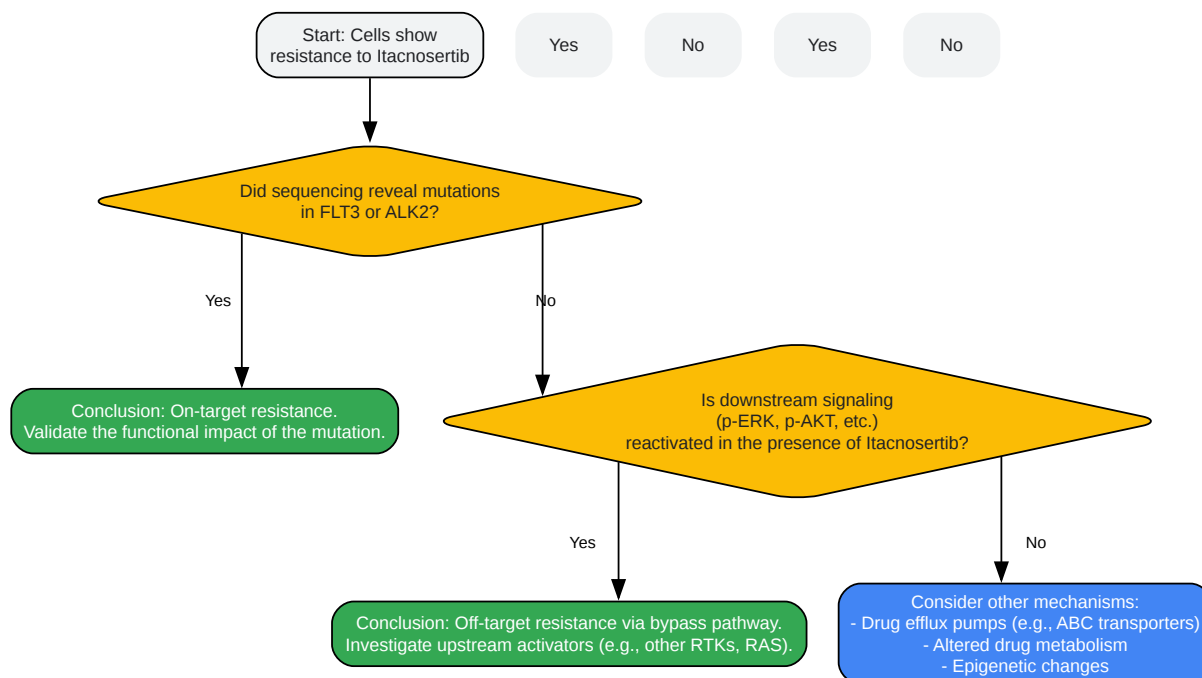 Start: Cells show
resistance to Itacnosertib
Yes
No
Yes
No
Did sequencing reveal mutations
in FLT3 or ALK2?
Yes
No
Conclusion: On-target resistance.
Validate the functional impact of the mutation.
Is downstream signaling
(p-ERK, p-AKT, etc.)
reactivated in the presence of Itacnosertib?
Yes
No
Conclusion: Off-target resistance via bypass pathway.
Investigate upstream activators (e.g., other RTKs, RAS).
Consider other mechanisms:
- Drug efflux pumps (e.g., ABC transporters)
- Altered drug metabolism
- Epigenetic changes